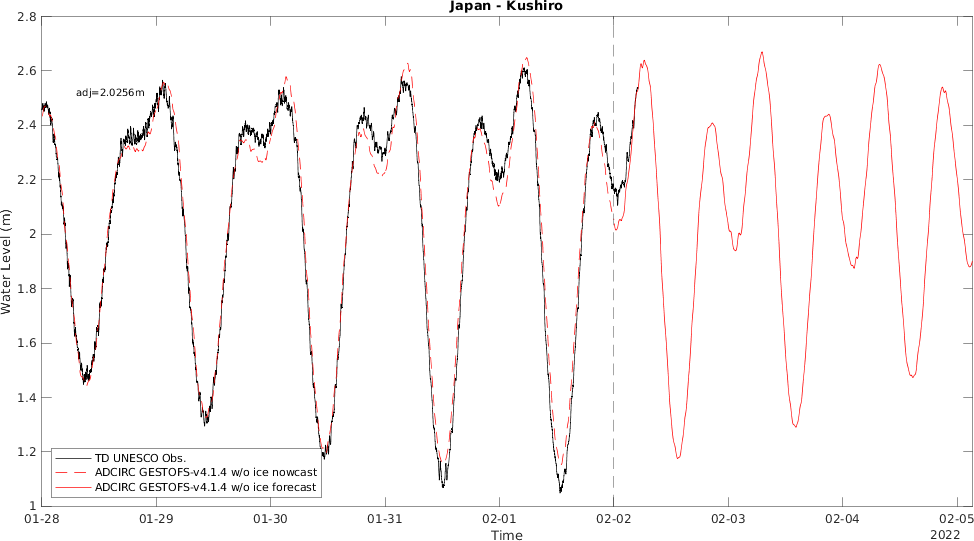 Japan - Kushiro
2.8
2.6
adj=2.0256m
2.4
2.2
2
Water Level (m)
1.8
1.6
1.4
1.2
1
TD UNESCO Obs.
ADCIRC GESTOFS-v4.1.4 w/o ice nowcast
ADCIRC GESTOFS-v4.1.4 w/o ice forecast
01-28 01-29 01-30 01-31 02-01 02-02 02-03 02-04 02-05
Time
2022